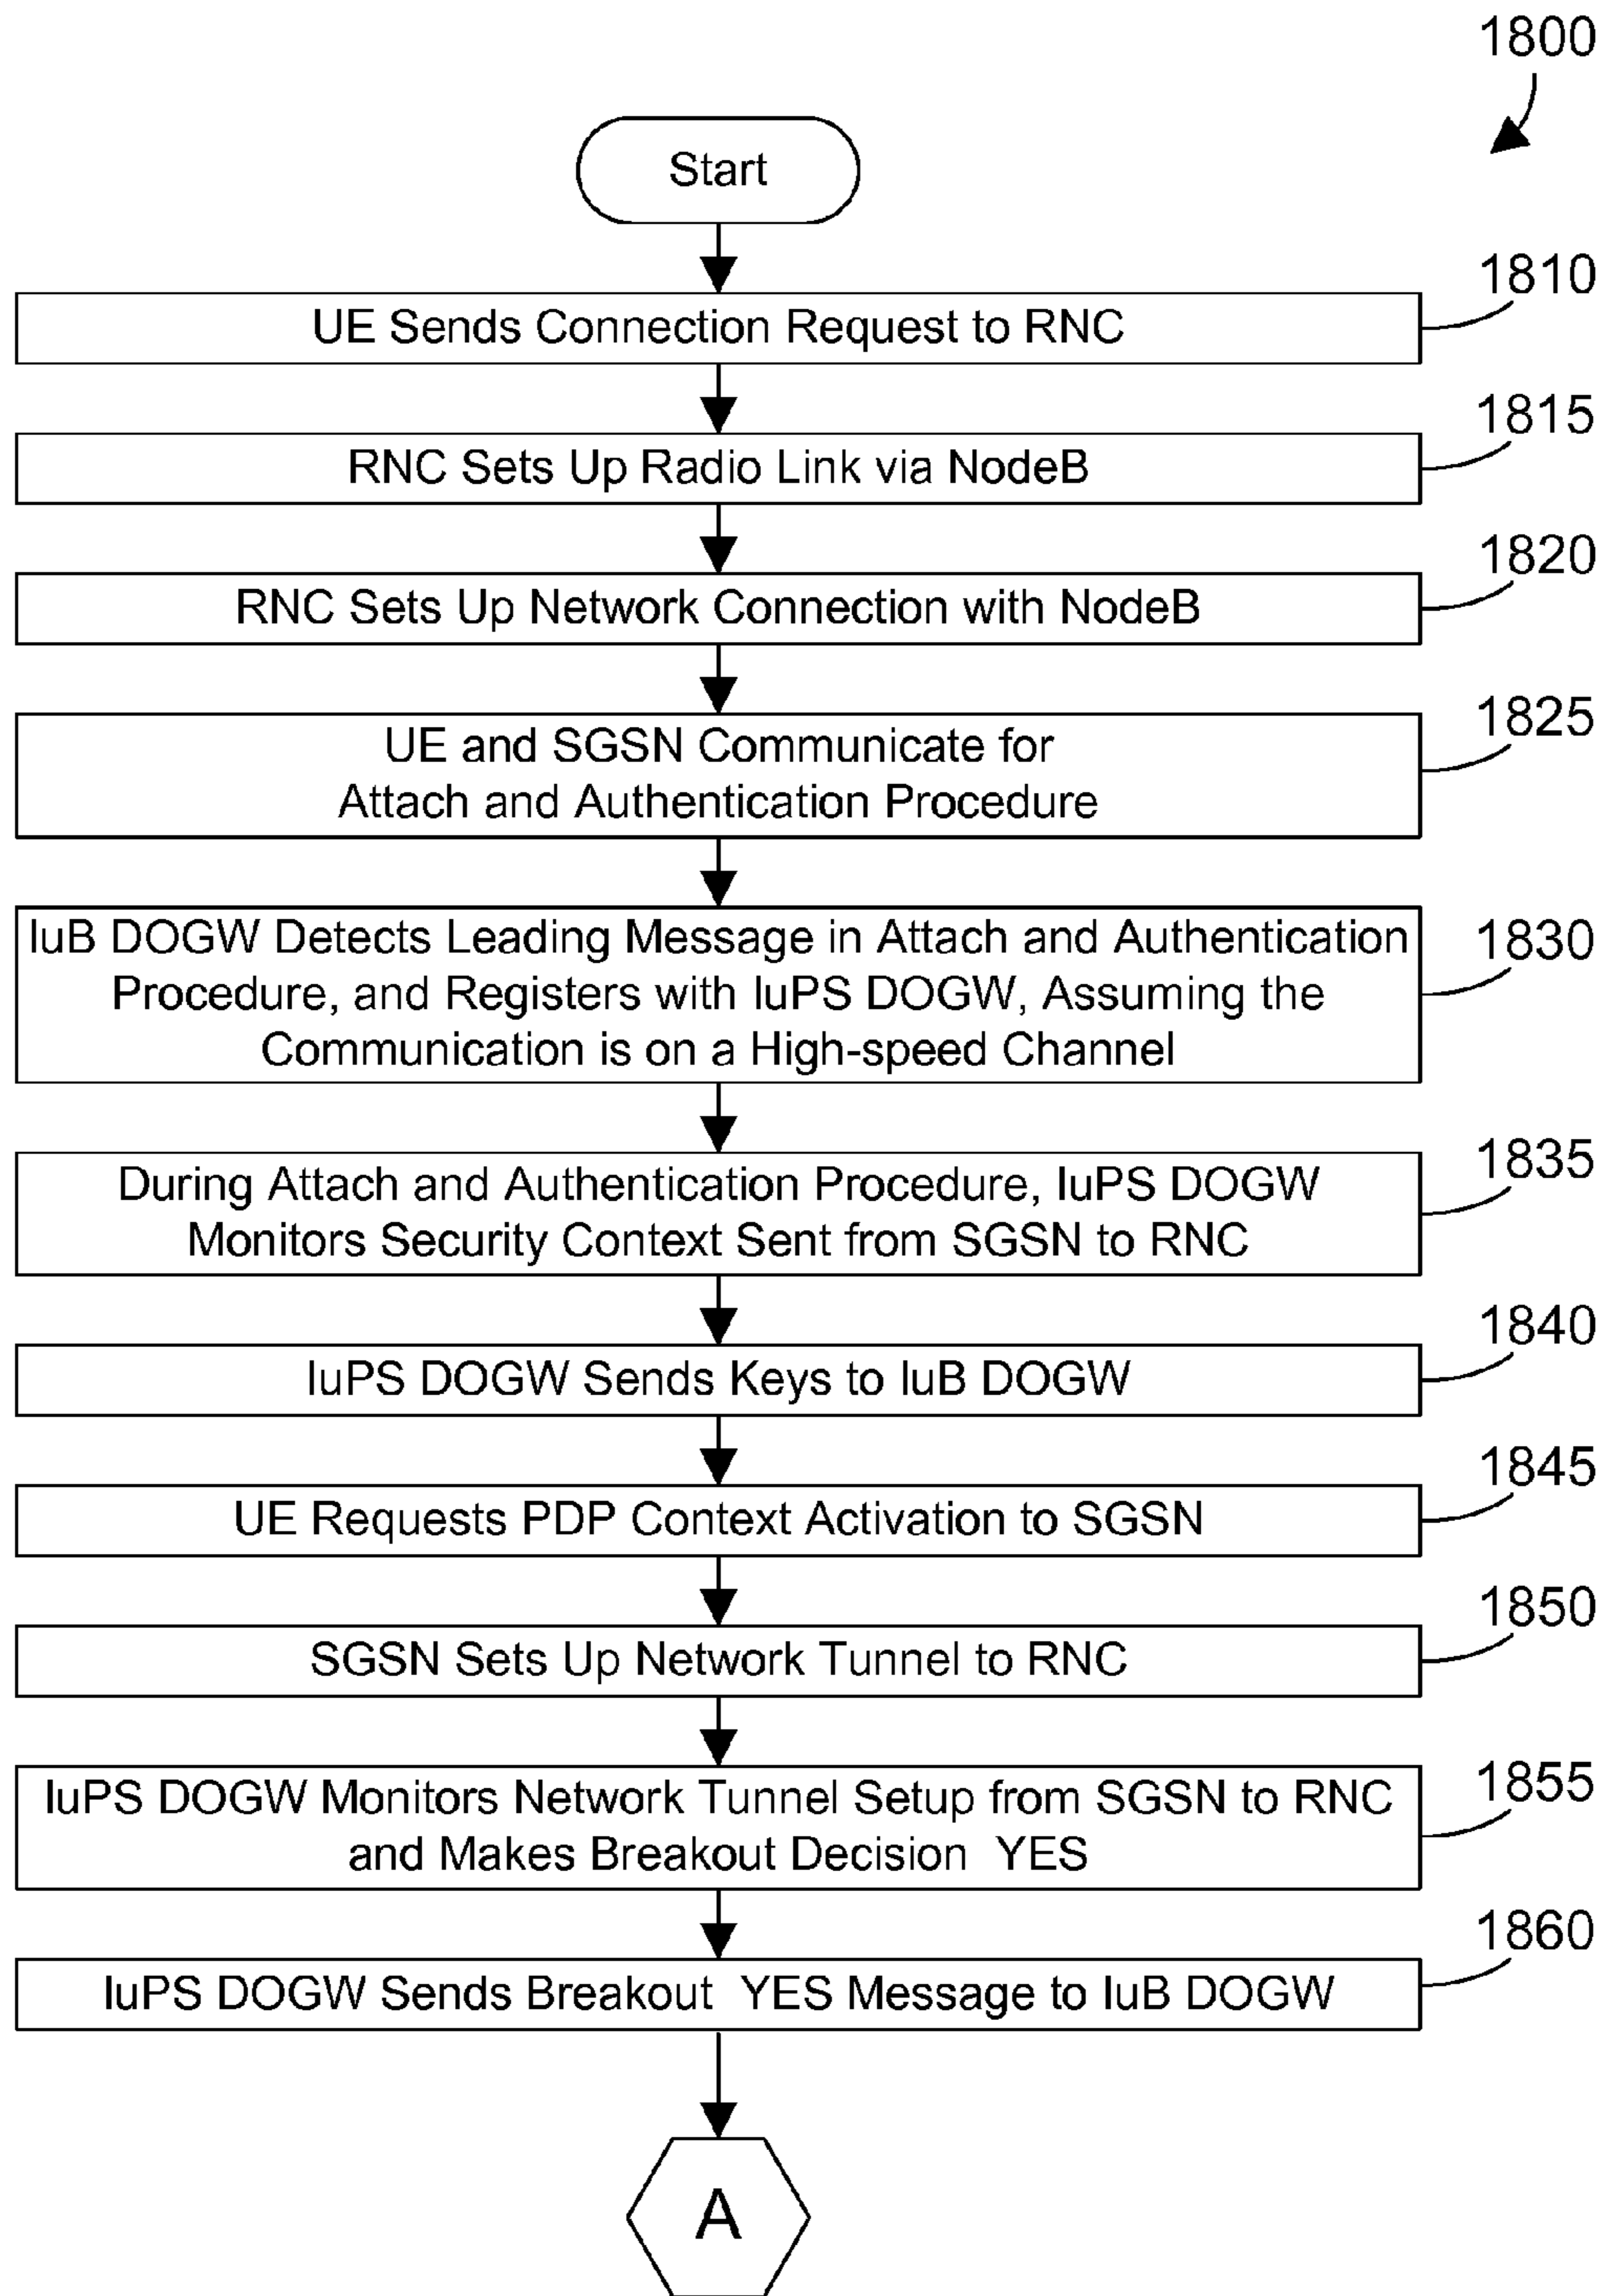 1800
Start
1810
UE Sends Connection Request to RNC
1815
RNC Sets Up Radio Link via NodeB
1820
RNC Sets Up Network Connection with NodeB
1825
UE and SGSN Communicate for
Attach and Authentication Procedure
1830
IuB DOGW Detects Leading Message in Attach and Authentication
Procedure, and Registers with IuPS DOGW, Assuming the
Communication is on a High-speed Channel
1835
During Attach and Authentication Procedure, IuPS DOGW
Monitors Security Context Sent from SGSN to RNC
1840
IuPS DOGW Sends Keys to IuB DOGW
1845
UE Requests PDP Context Activation to SGSN
1850
SGSN Sets Up Network Tunnel to RNC
1855
IuPS DOGW Monitors Network Tunnel Setup from SGSN to RNC
and Makes Breakout Decision YES
1860
IuPS DOGW Sends Breakout YES Message to IuB DOGW
A